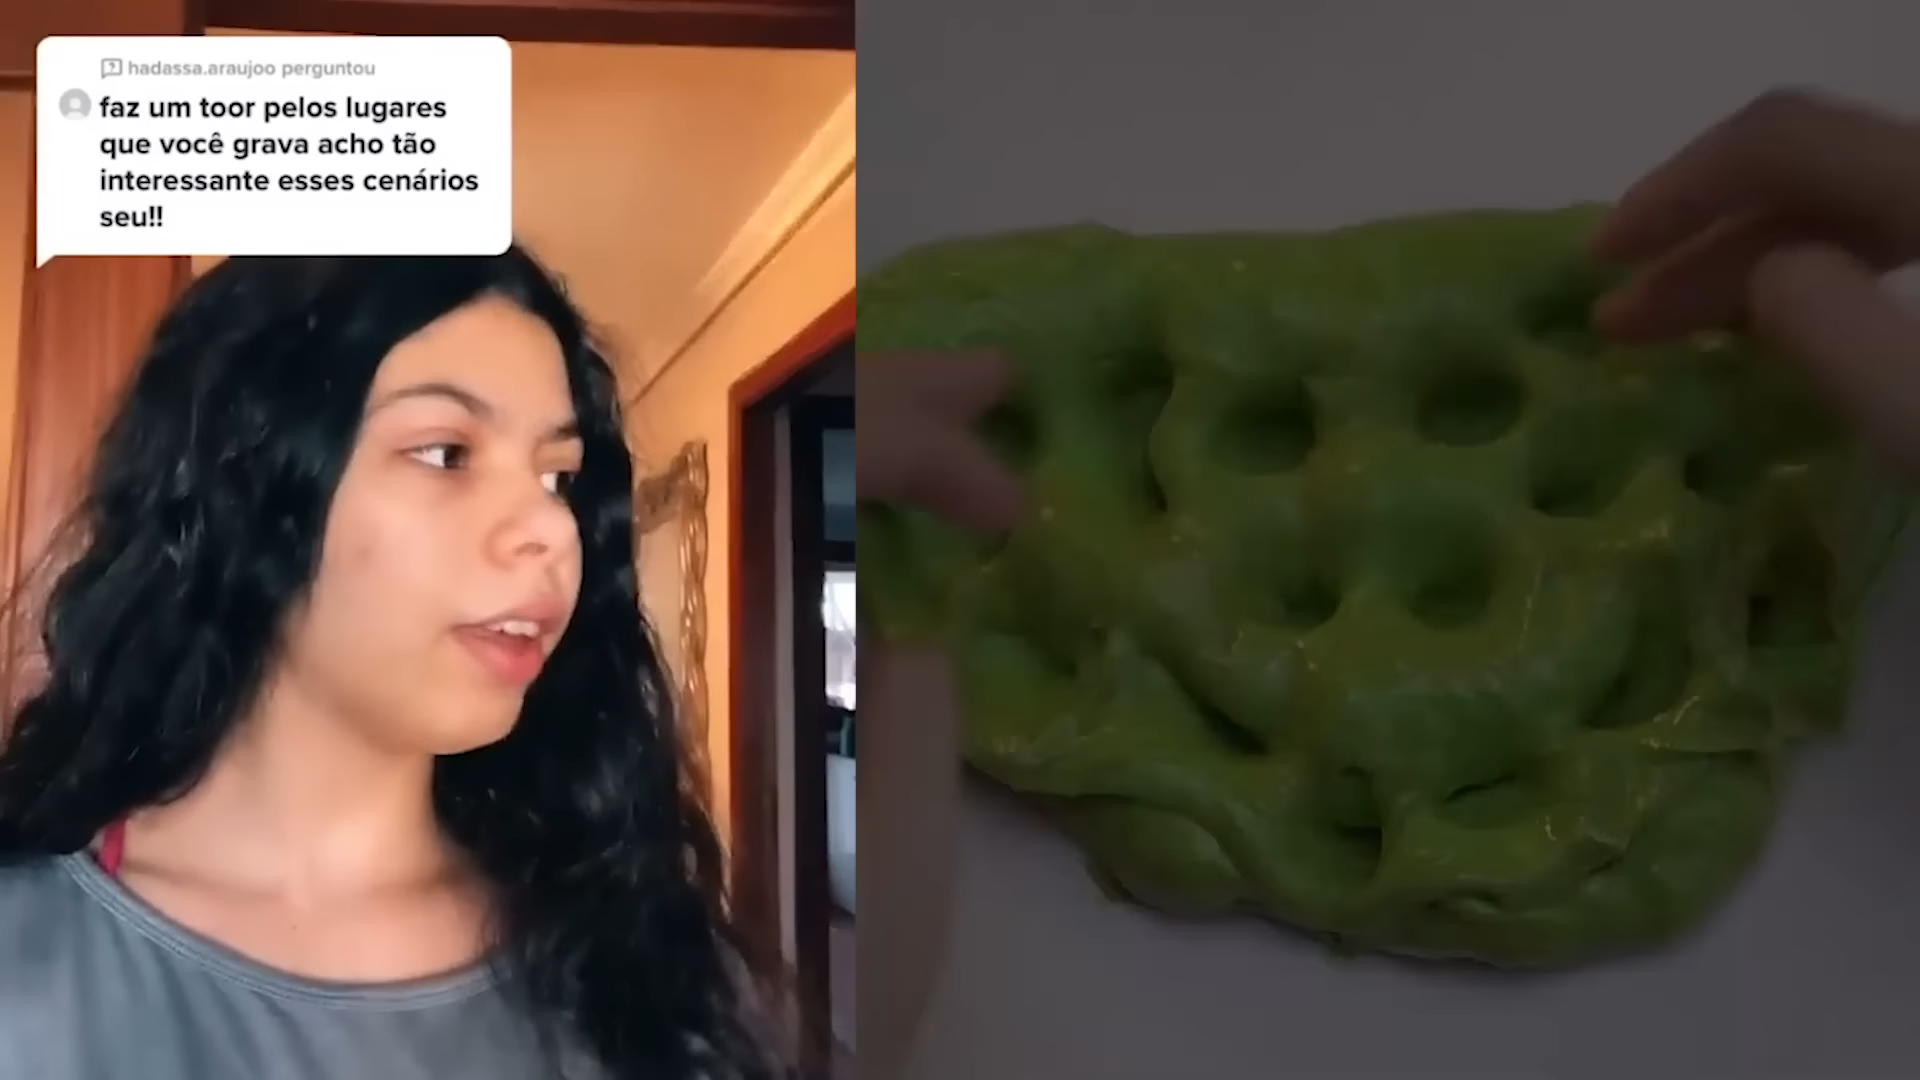 hadassa.araujoo perguntou
faz um toor pelos lugares
que você grava acho tão
interessante esses cenários
seu!!